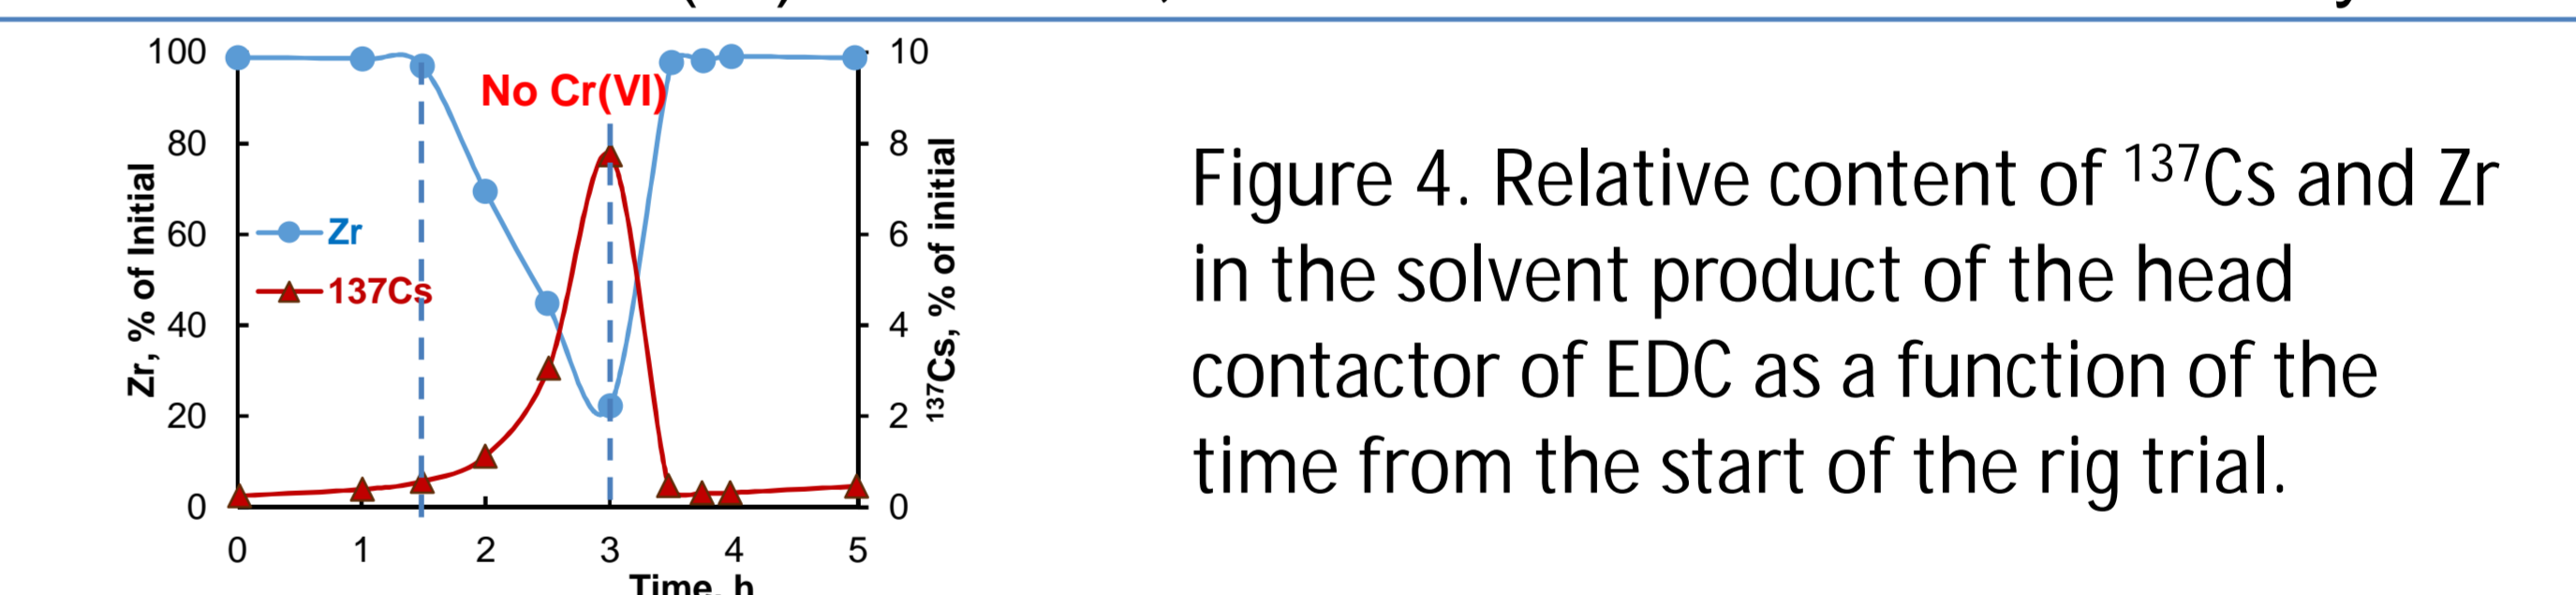 100
80
60
40
20
0
Zr, % of Initial
No Cr(VI)
Zr
137Cs
10
8
6
4
2
0
¹³⁷Cs, % of initial
0 1 2 3 4 5
Time, h
Figure 4. Relative content of ¹³⁷Cs and Zr
in the solvent product of the head
contactor of EDC as a function of the
time from the start of the rig trial.